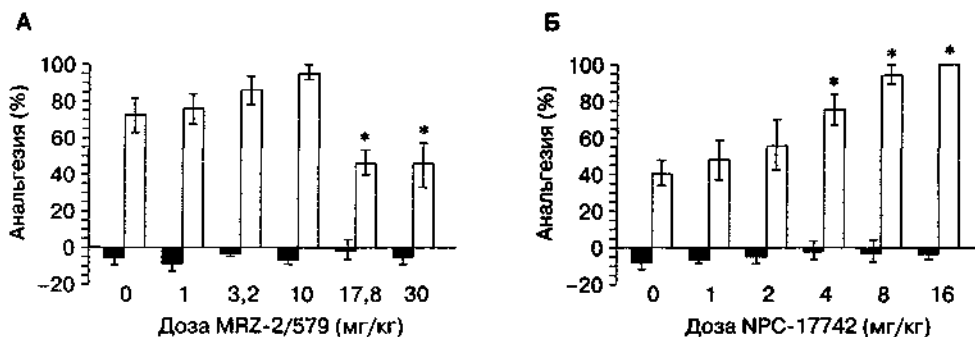 А
Анальгезия (%)
100
80
60
40
20
0
−20
* *
0 1 3,2 10 17,8 30
Доза MRZ-2/579 (мг/кг)
Б
Анальгезия (%)
100
80
60
40
20
0
−20
* * *
0 1 2 4 8 16
Доза NPC-17742 (мг/кг)